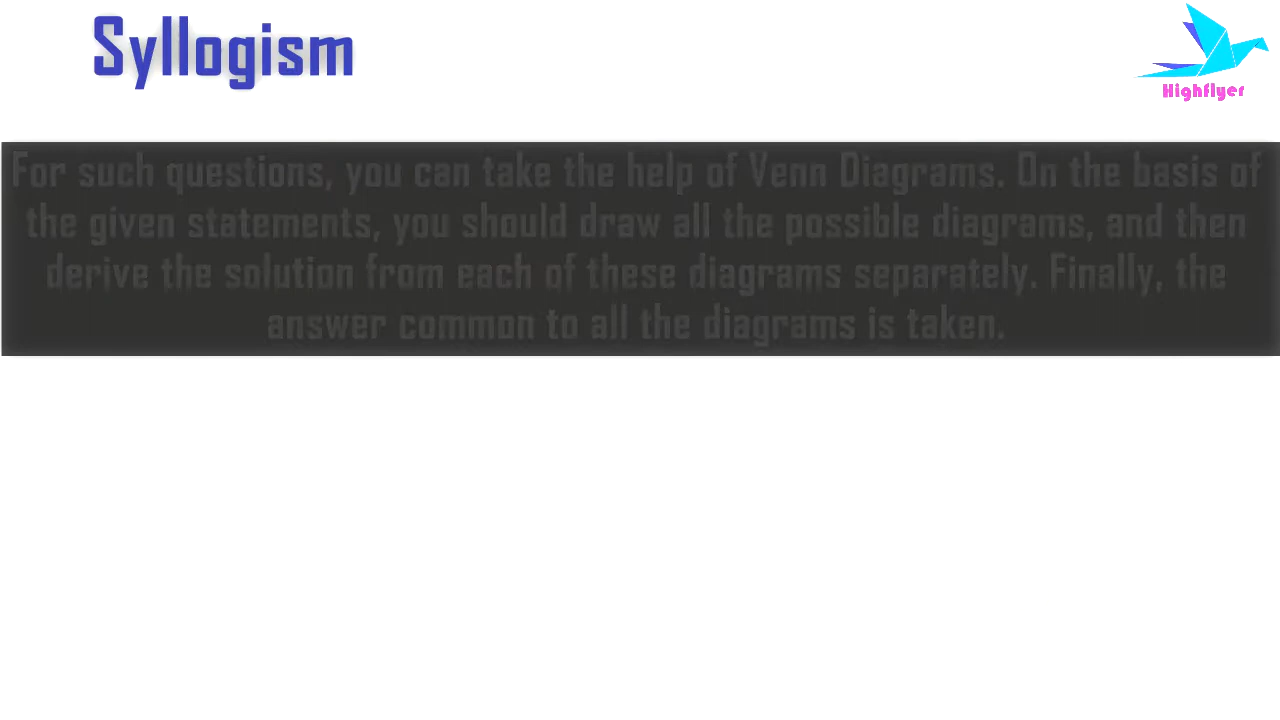 Syllogism
Highflyer
For such questions, you can take the help of Venn Diagrams. On the basis of
the given statements, you should draw all the possible diagrams, and then
derive the solution from each of these diagrams separately. Finally, the
answer common to all the diagrams is taken.